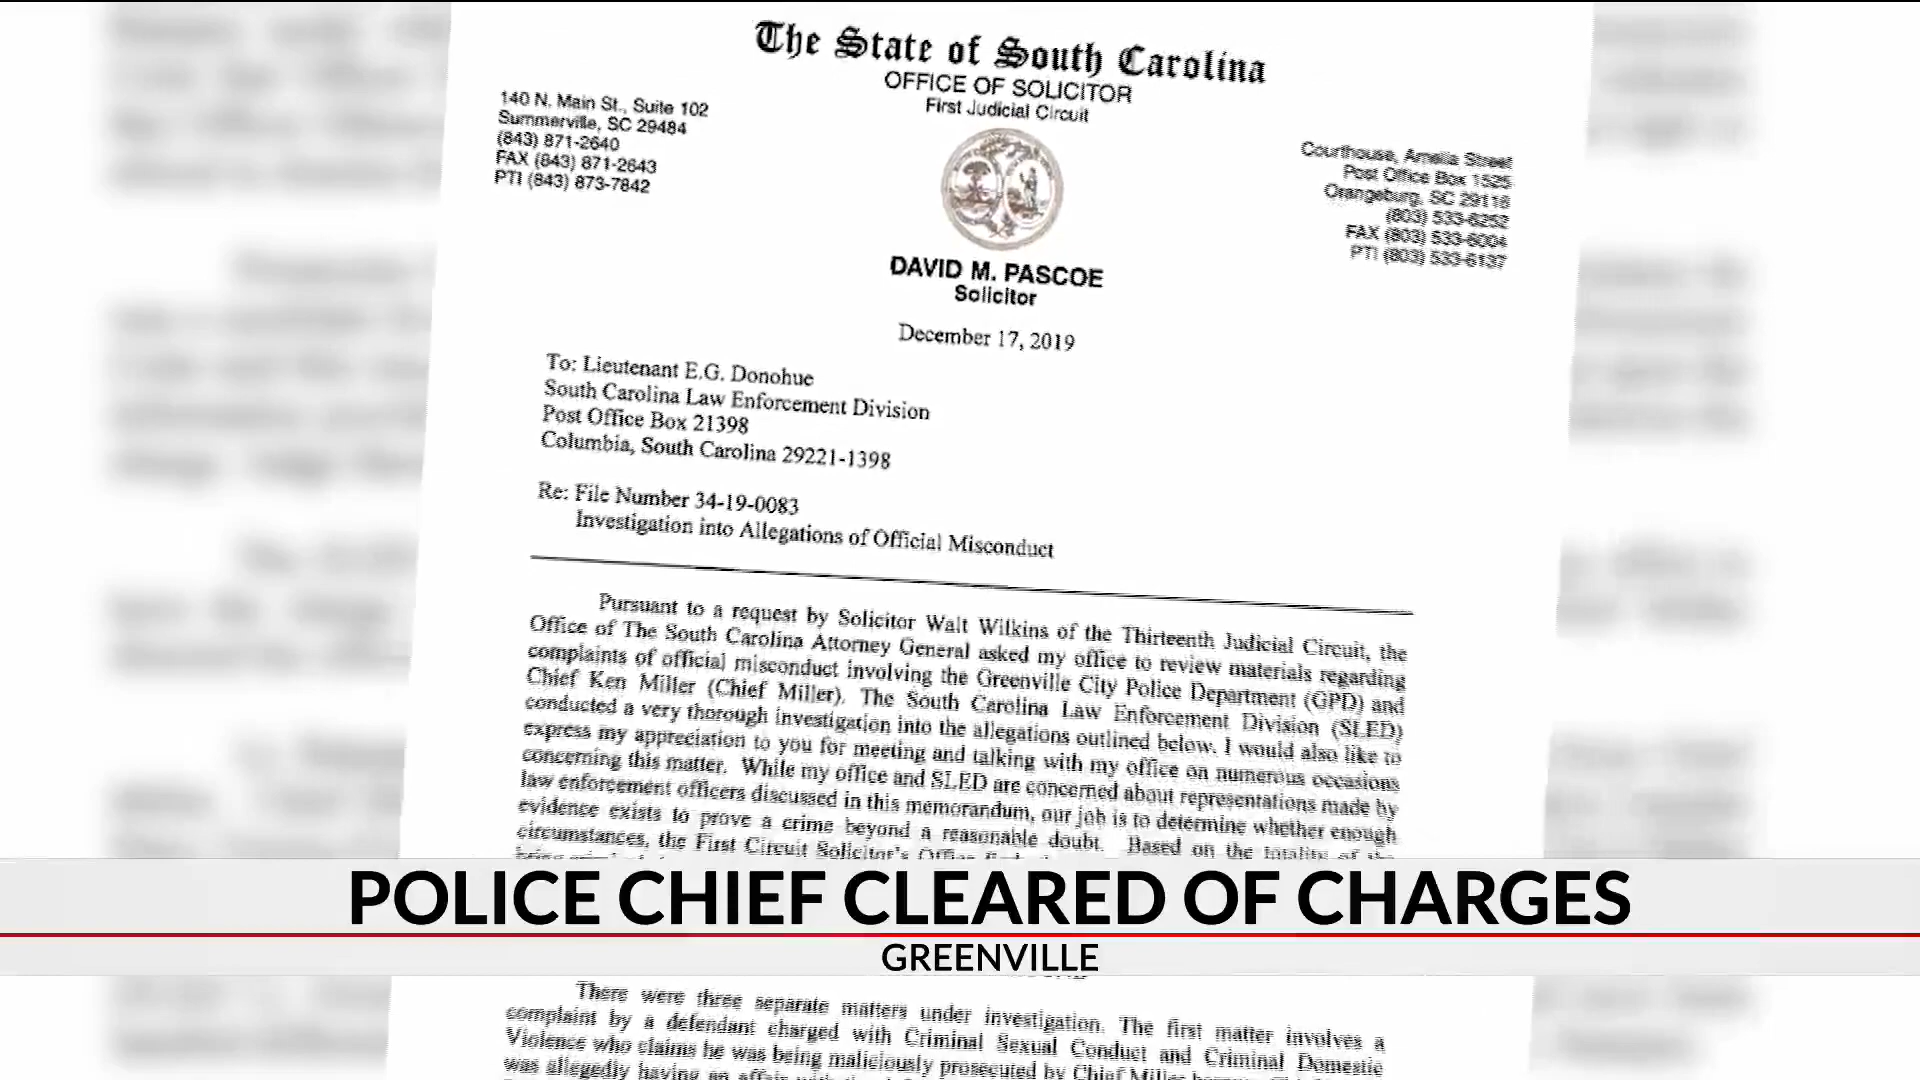 The State of South Carolina
OFFICE OF SOLICITOR
First Judicial Circuit
140 N. Main St., Suite 102
Summerville, SC 29484
(843) 871-2640
FAX (843) 871-2643
PTI (843) 873-7842
Courthouse, Amelia Street
Post Office Box 1525
Orangeburg, SC 29116
(803) 533-6252
FAX (803) 533-6004
PTI (803) 533-6137
DAVID M. PASCOE
Solicitor
December 17, 2019
To: Lieutenant E.G. Donohue
South Carolina Law Enforcement Division
Post Office Box 21398
Columbia, South Carolina 29221-1398
Re: File Number 34-19-0083
Investigation into Allegations of Official Misconduct
Pursuant to a request by Solicitor Walt Wilkins of the Thirteenth Judicial Circuit, the
Office of The South Carolina Attorney General asked my office to review materials regarding
complaints of official misconduct involving the Greenville City Police Department (GPD) and
Chief Ken Miller (Chief Miller). The South Carolina Law Enforcement Division (SLED)
conducted a very thorough investigation into the allegations outlined below. I would also like to
express my appreciation to you for meeting and talking with my office on numerous occasions
concerning this matter. While my office and SLED are concerned about representations made by
law enforcement officers discussed in this memorandum, our job is to determine whether enough
evidence exists to prove a crime beyond a reasonable doubt. Based on the totality of the
circumstances, the First Circuit Solicitor's Office
POLICE CHIEF CLEARED OF CHARGES
GREENVILLE
There were three separate matters under investigation. The first matter involves a
complaint by a defendant charged with Criminal Sexual Conduct and Criminal Domestic
Violence who claims he was being maliciously prosecuted by Chief Miller
was allegedly having an affair